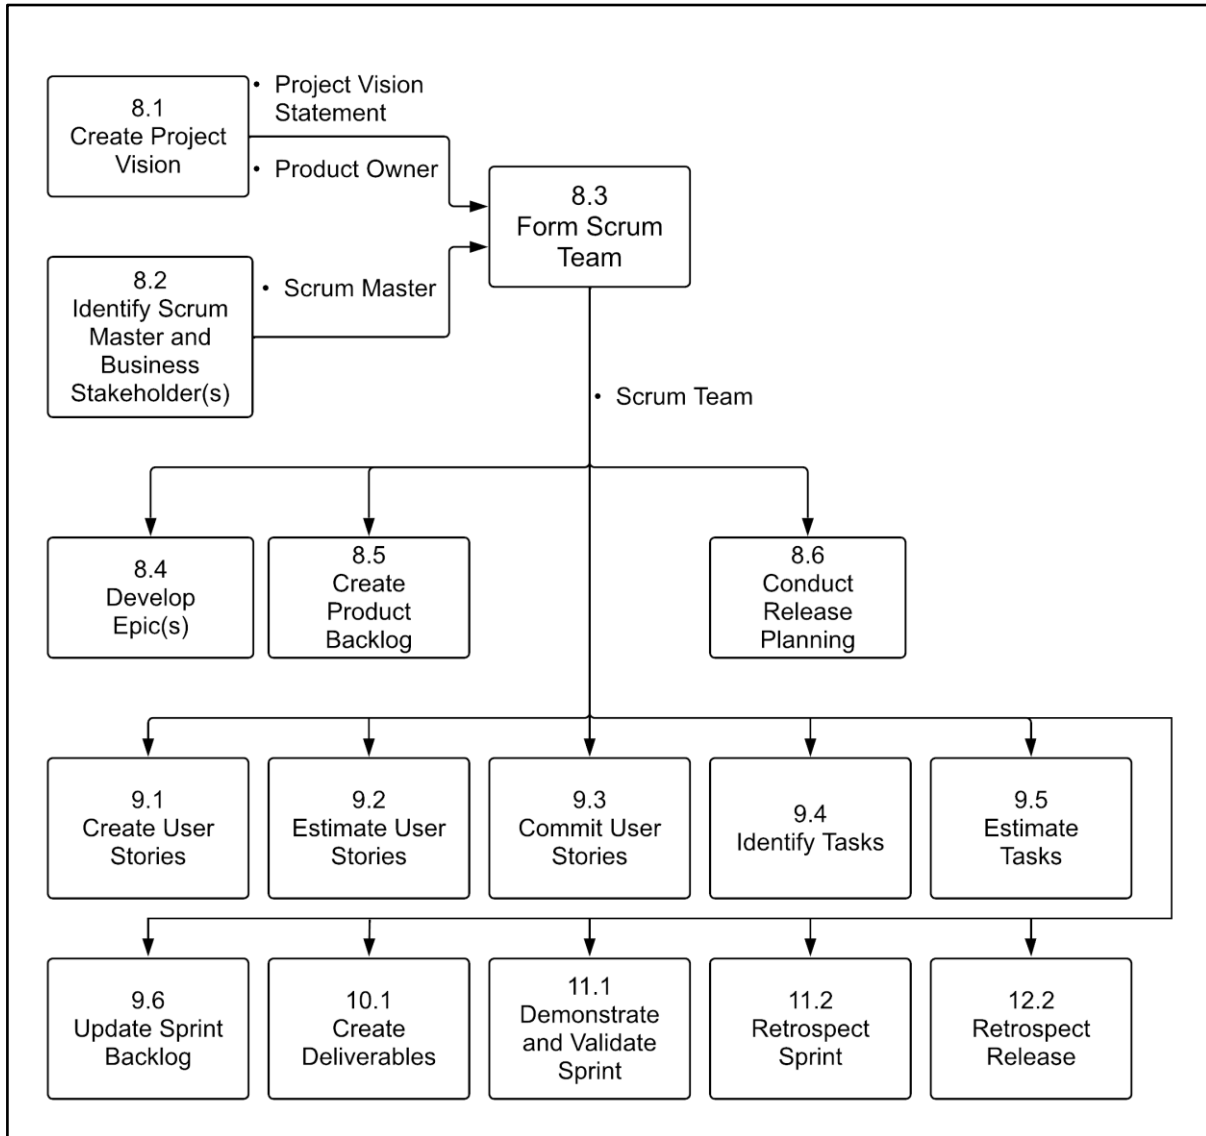 8.1
Create Project
Vision
• Project Vision
Statement
• Product Owner
8.2
Identify Scrum
Master and
Business
Stakeholder(s)
• Scrum Master
8.3
Form Scrum
Team
• Scrum Team
8.4
Develop
Epic(s)
8.5
Create
Product
Backlog
8.6
Conduct
Release
Planning
9.1
Create User
Stories
9.2
Estimate User
Stories
9.3
Commit User
Stories
9.4
Identify Tasks
9.5
Estimate
Tasks
9.6
Update Sprint
Backlog
10.1
Create
Deliverables
11.1
Demonstrate
and Validate
Sprint
11.2
Retrospect
Sprint
12.2
Retrospect
Release